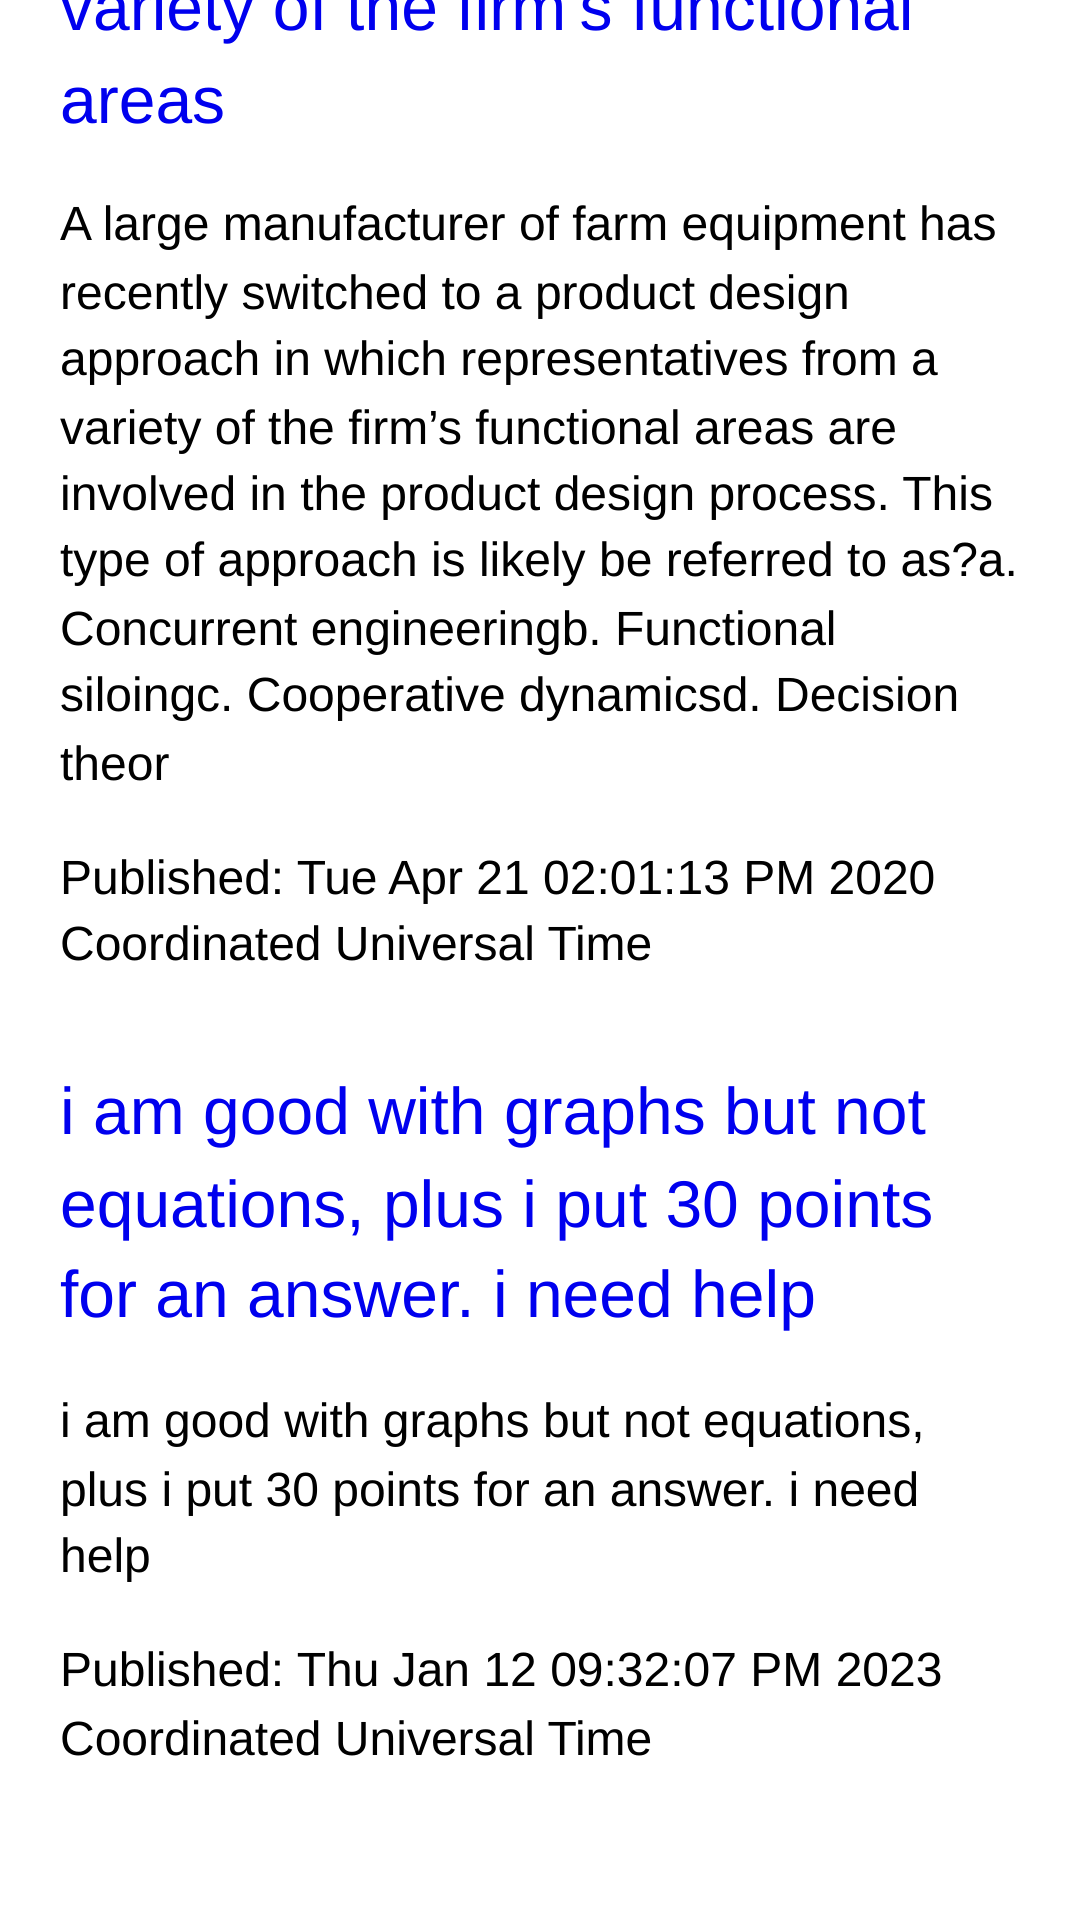 variety of the firm’s functional
areas
A large manufacturer of farm equipment has
recently switched to a product design
approach in which representatives from a
variety of the firm’s functional areas are
involved in the product design process. This
type of approach is likely be referred to as?a.
Concurrent engineeringb. Functional
siloingc. Cooperative dynamicsd. Decision
theor
Published: Tue Apr 21 02:01:13 PM 2020
Coordinated Universal Time
i am good with graphs but not
equations, plus i put 30 points
for an answer. i need help
i am good with graphs but not equations,
plus i put 30 points for an answer. i need
help
Published: Thu Jan 12 09:32:07 PM 2023
Coordinated Universal Time